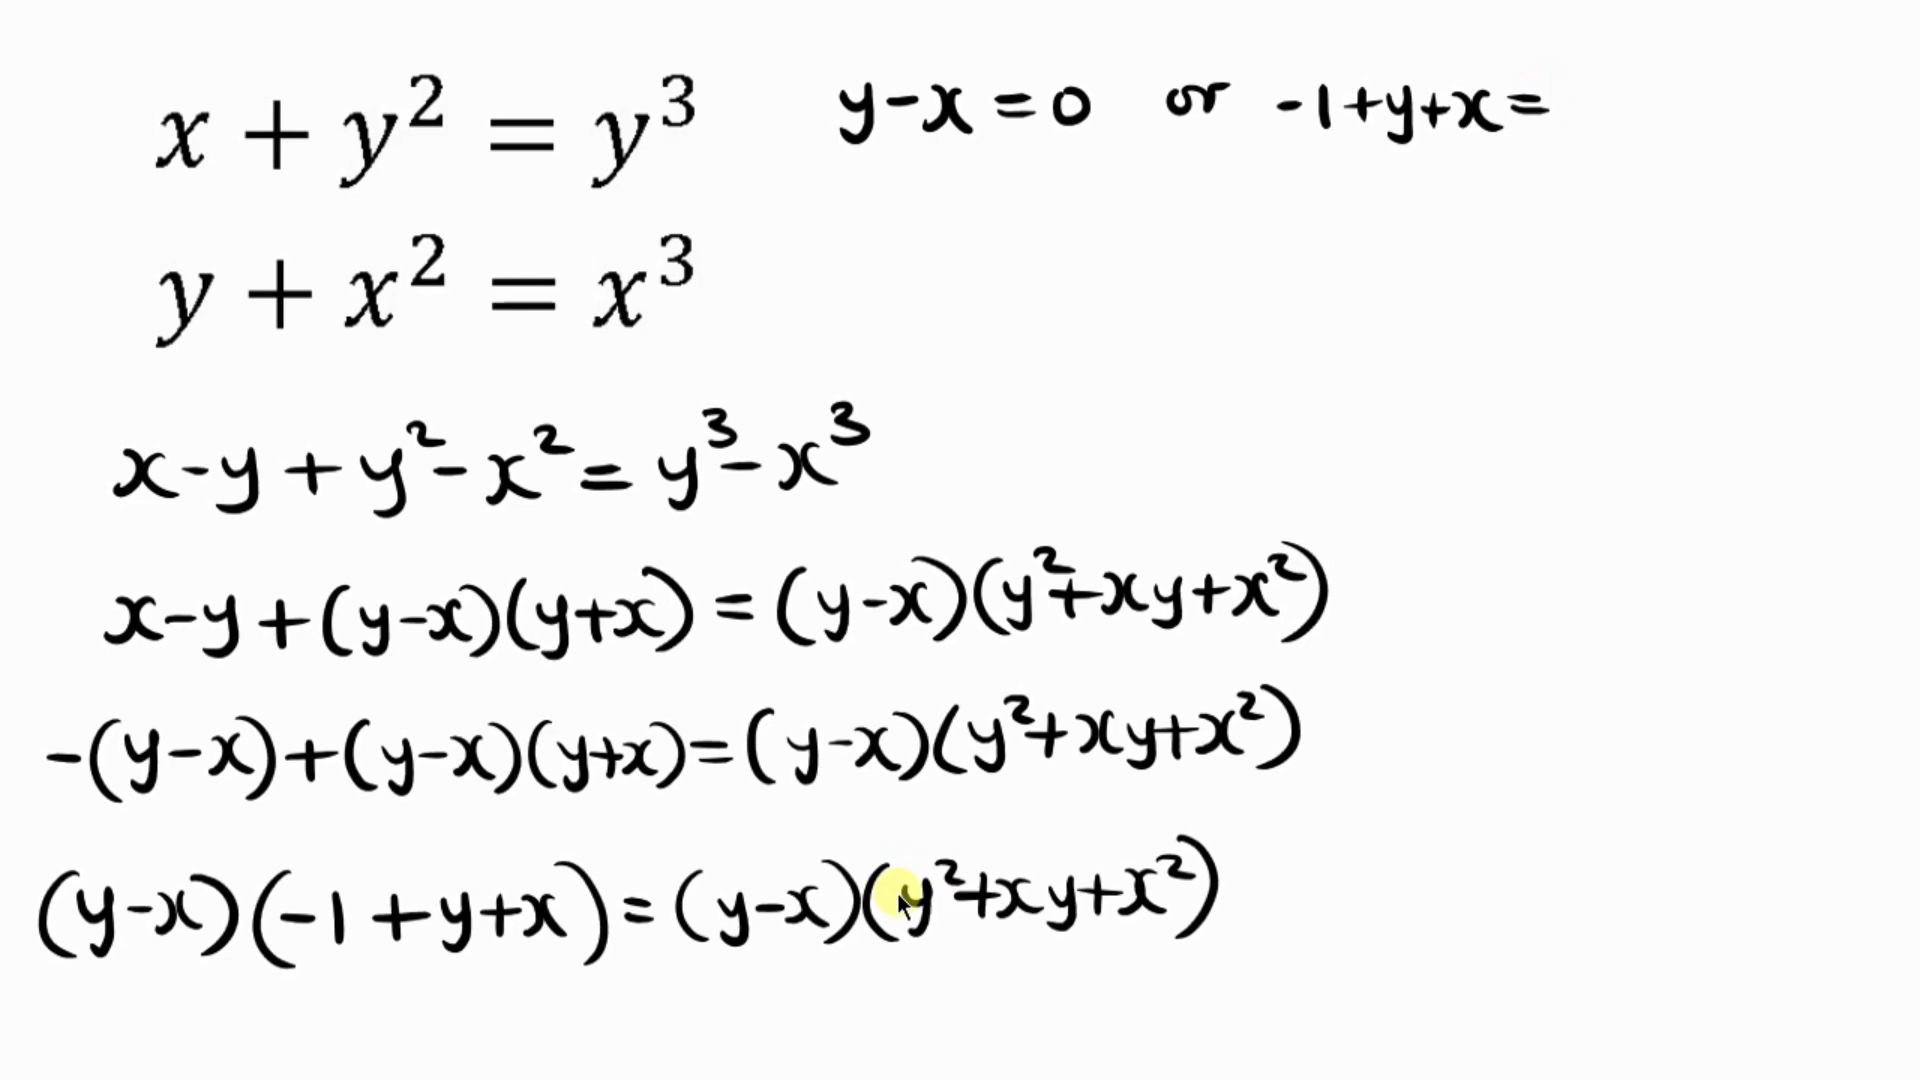 x + y² = y³
y - x = 0 or -1 + y + x =
y + x² = x³
x - y + y² - x² = y³ - x³
x - y + (y - x)(y + x) = (y - x)(y² + xy + x²)
-(y - x) + (y - x)(y + x) = (y - x)(y² + xy + x²)
(y - x)(-1 + y + x) = (y - x)(y² + xy + x²)